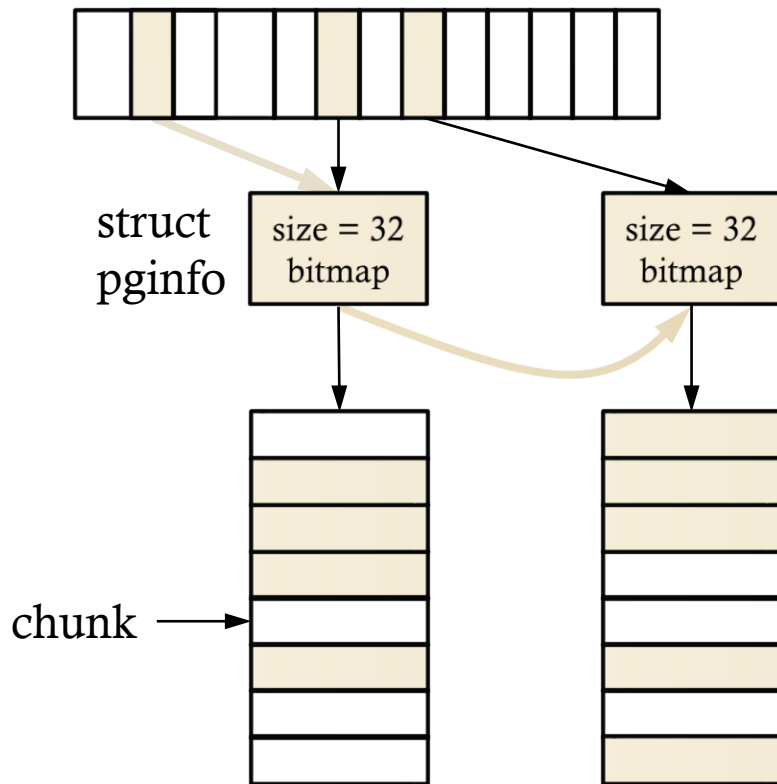 struct
pginfo
size = 32
bitmap
size = 32
bitmap
chunk